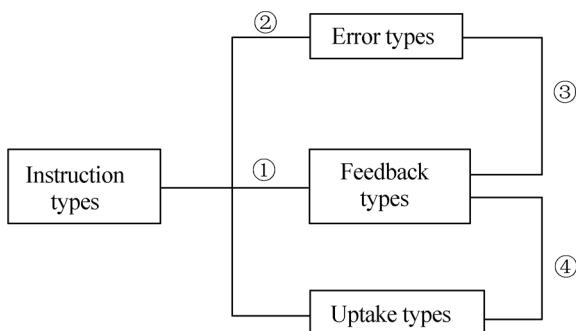 ②
Error types
③
Instruction
types
①
Feedback
types
④
Uptake types